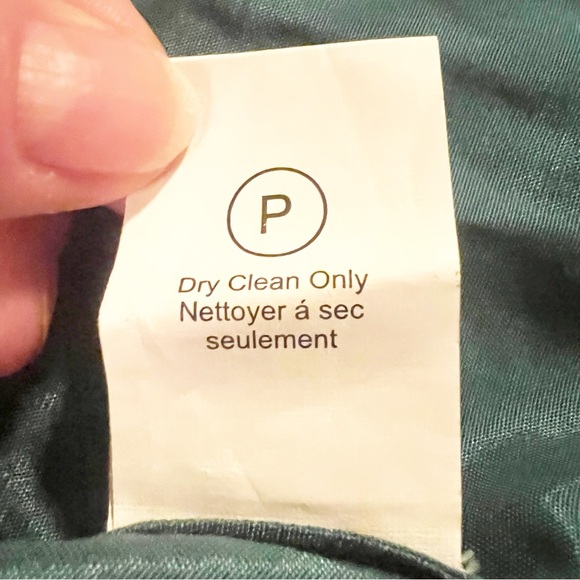 P
Dry Clean Only
Nettoyer á sec
seulement